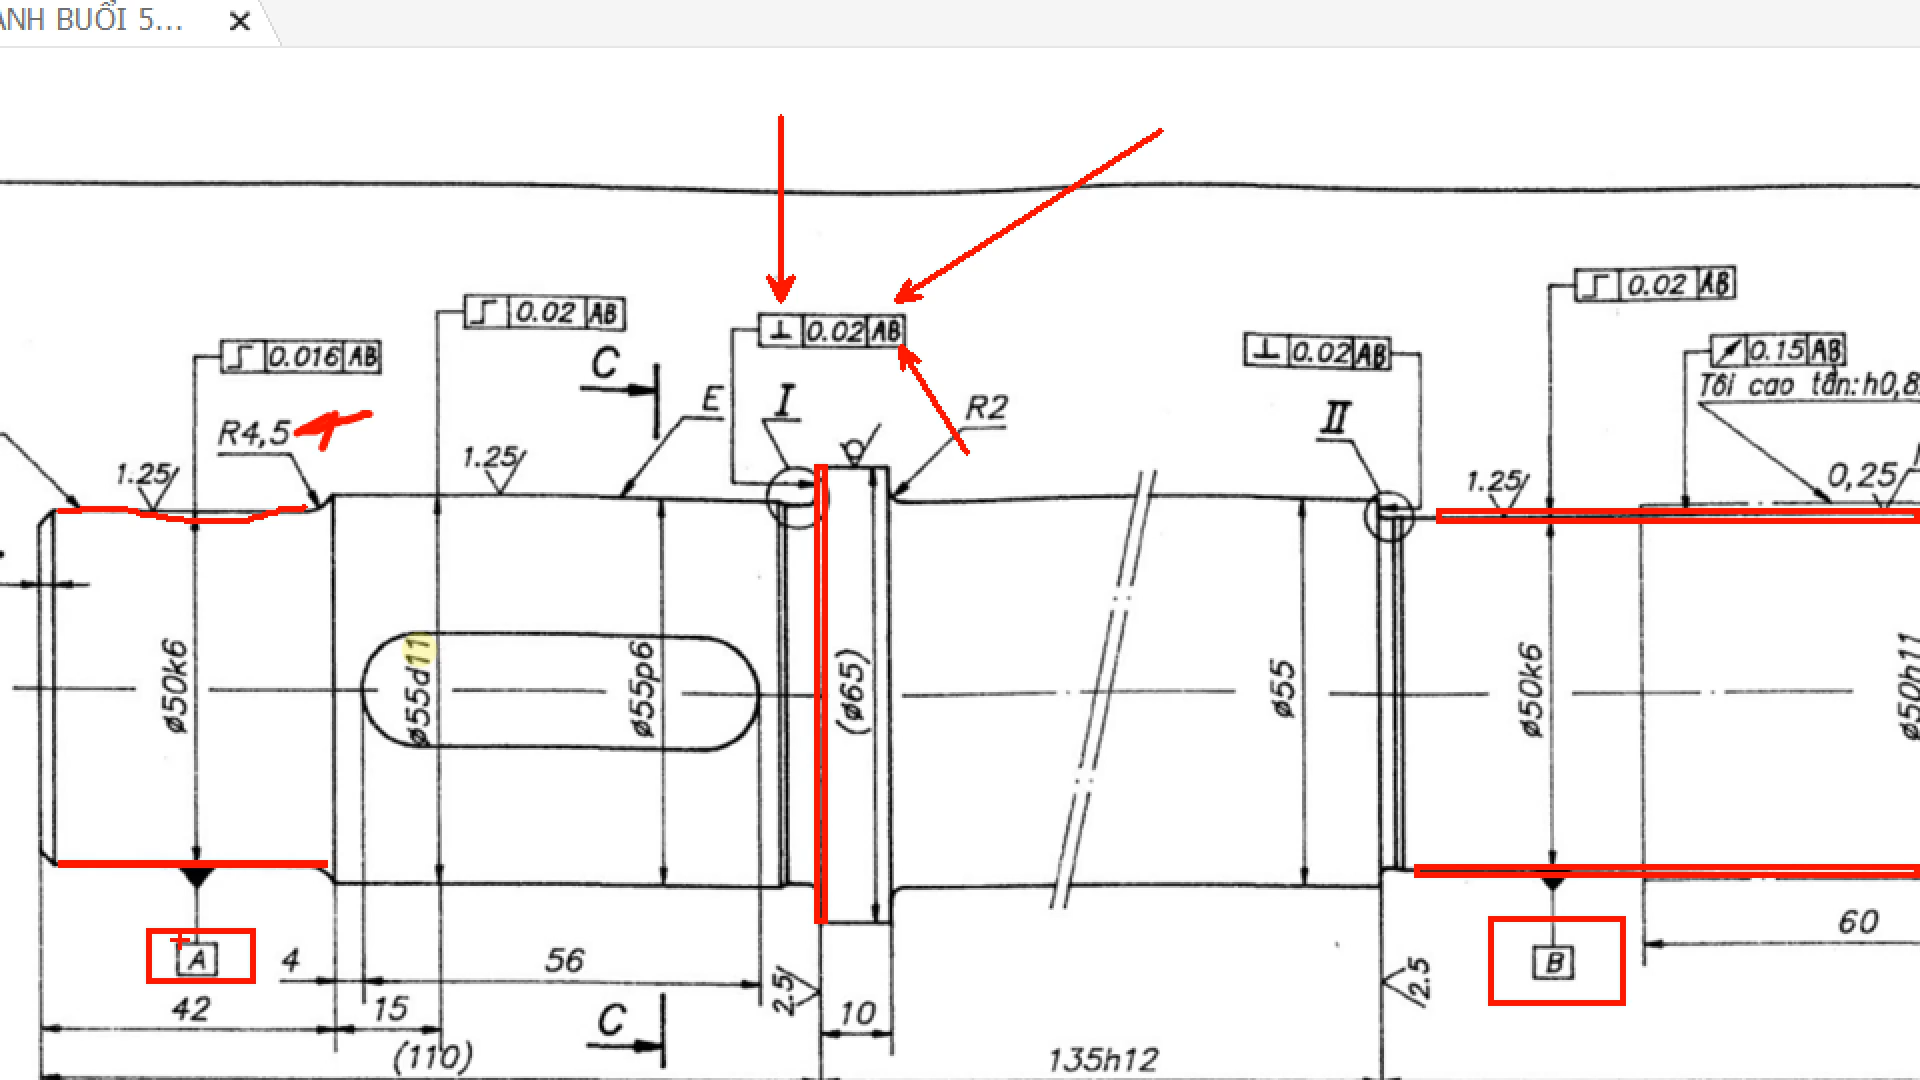 ANH BUỔI 5...
0.02 AB
0.02
0.02 AB
0.016 AB
0.02 AB
0.02 AB
0.15 AB
Tôi cao tần: h0,8
C
E
I
R2
II
R4,5
1.25
1.25
1.25
0,25
ø50k6
ø55d11
ø55p6
(ø65)
ø55
ø50k6
ø50h11
A
4
56
2.5
B
2.5
60
42
15
10
C
(110)
135h12